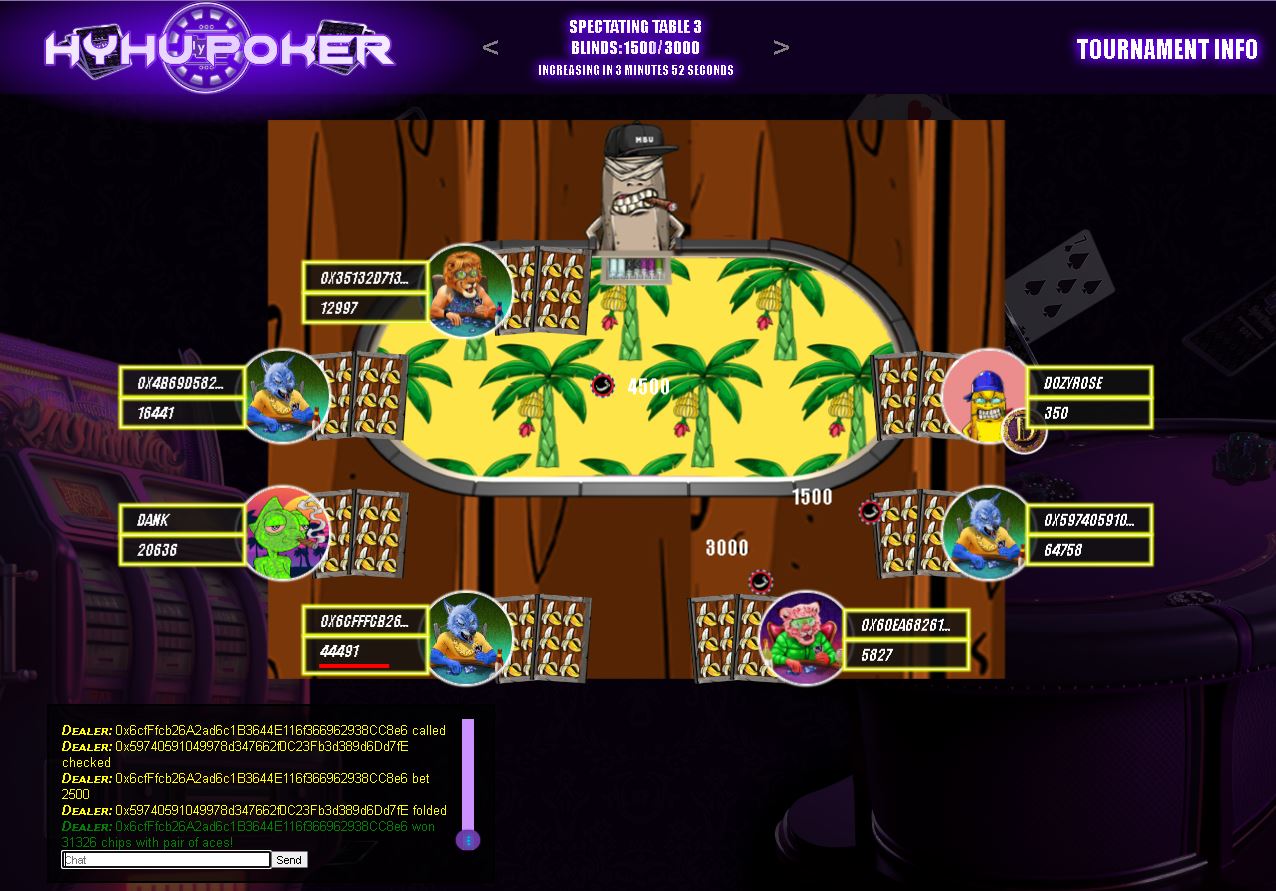 HYHU POKER
<
SPECTATING TABLE 3
BLINDS:1500/3000
INCREASING IN 3 MINUTES 52 SECONDS
>
TOURNAMENT INFO
MBU
0X35132D713...
12997
0X4B69D582...
16441
4500
DOZYROSE
350
D
DANK
20636
1500
0X597405910...
64758
3000
0X6CFFFCB26...
44491
0X60EA68261...
5827
DEALER: 0x6cfFfcb26A2ad6c1B3644E116f366962938CC8e6 called
DEALER: 0x59740591049978d347662f0C23Fb3d389d6Dd7fE
checked
DEALER: 0x6cfFfcb26A2ad6c1B3644E116f366962938CC8e6 bet
2500
DEALER: 0x59740591049978d347662f0C23Fb3d389d6Dd7fE folded
DEALER: 0x6cfFfcb26A2ad6c1B3644E116f366962938CC8e6 won
31326 chips with pair of aces!
Chat
Send